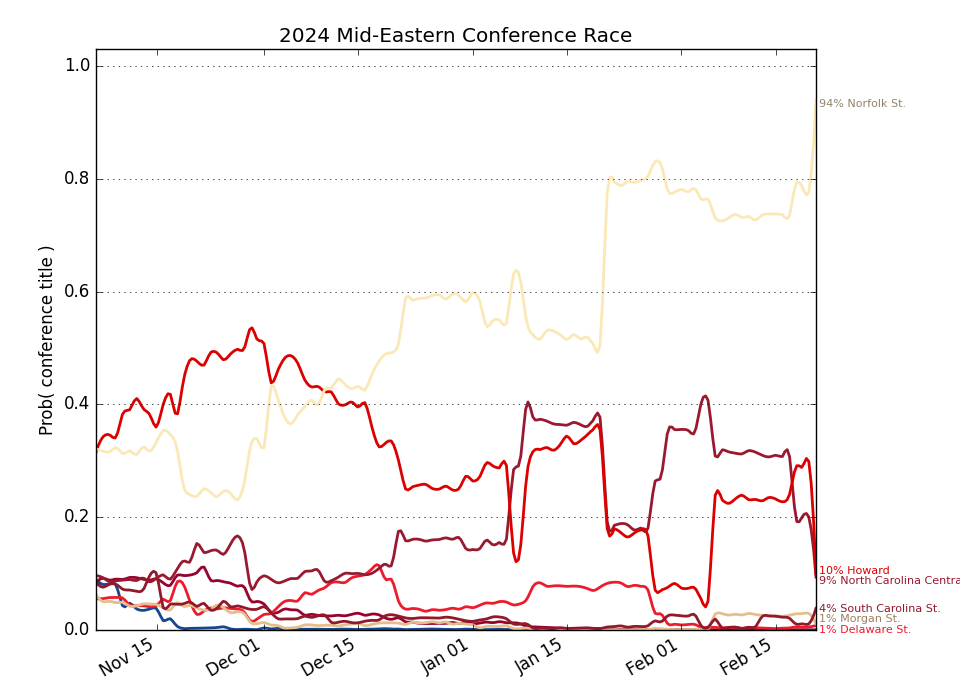 2024 Mid-Eastern Conference Race
1.0
0.8
0.6
0.4
0.2
0.0
Prob( conference title )
94% Norfolk St.
10% Howard
9% North Carolina Centra
4% South Carolina St.
1% Morgan St.
1% Delaware St.
Nov 15
Dec 01
Dec 15
Jan 01
Jan 15
Feb 01
Feb 15